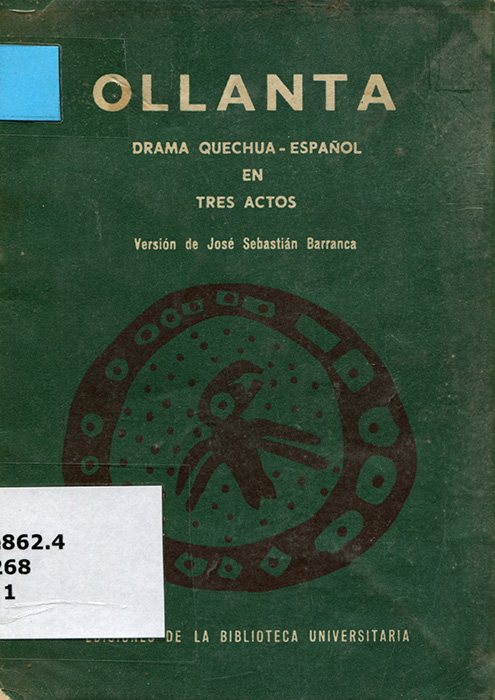 OLLANTA
DRAMA QUECHUA - ESPAÑOL
EN
TRES ACTOS
Versión de José Sebastián Barranca
862.4
268
1
EDICIONES DE LA BIBLIOTECA UNIVERSITARIA